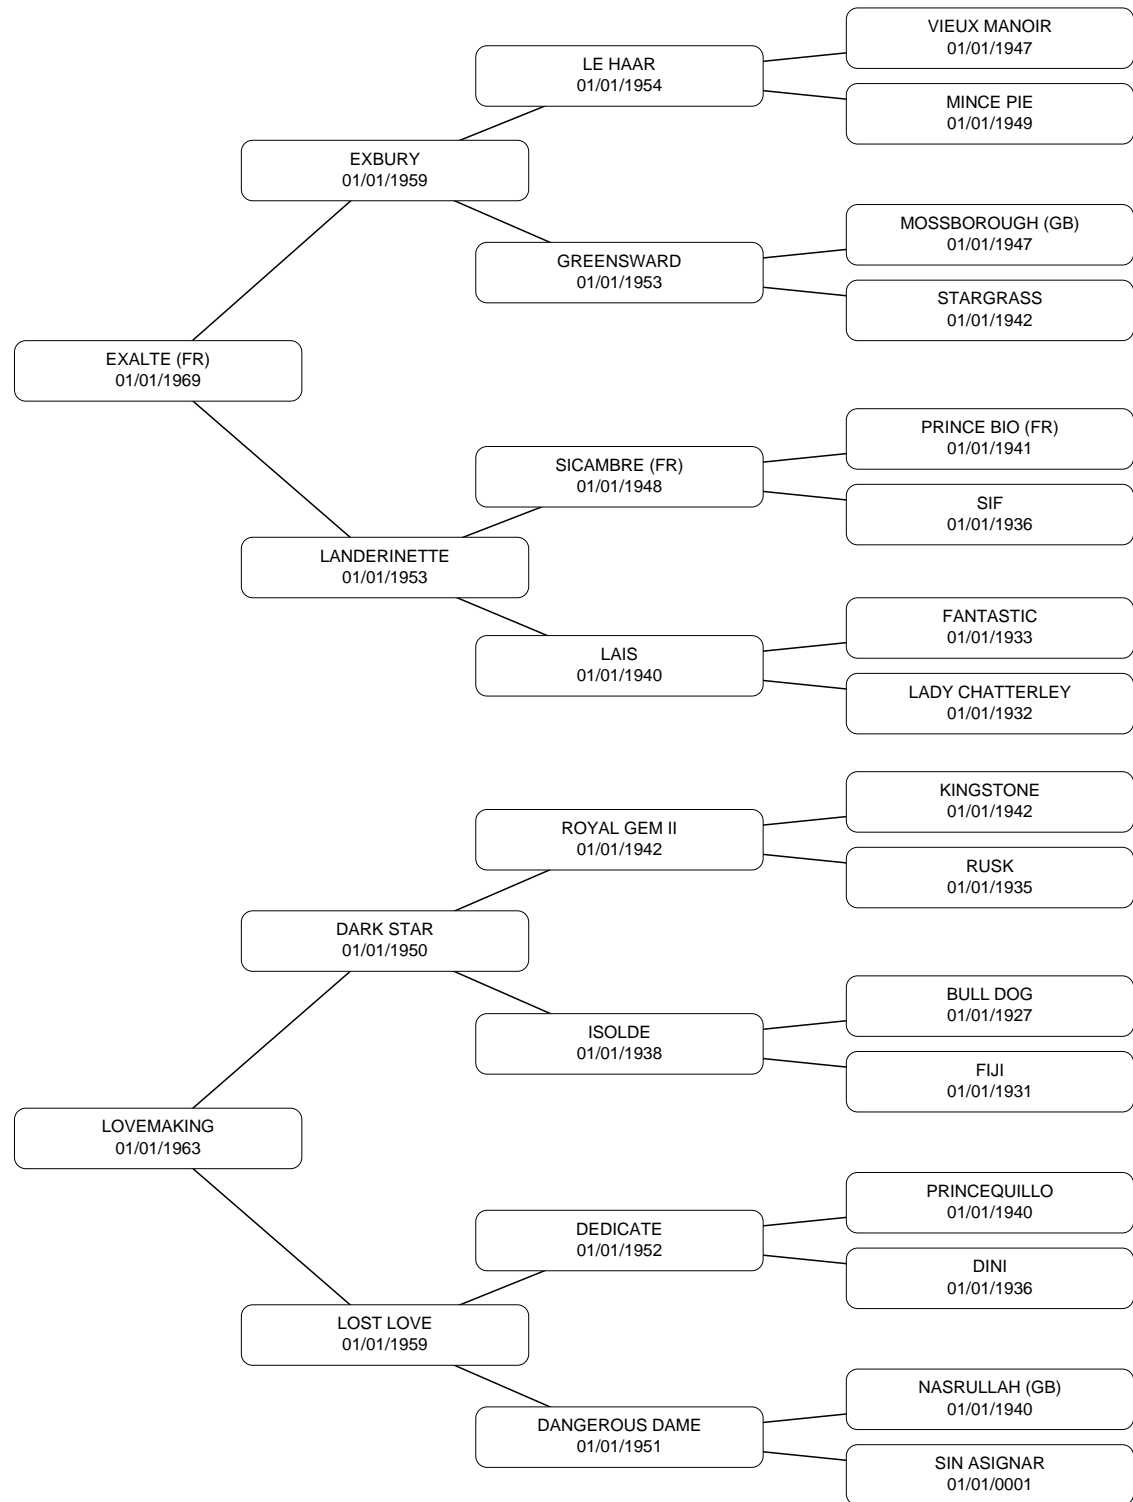 VIEUX MANOIR
01/01/1947
LE HAAR
01/01/1954
MINCE PIE
01/01/1949
EXBURY
01/01/1959
MOSSBOROUGH (GB)
01/01/1947
GREENSWARD
01/01/1953
STARGRASS
01/01/1942
EXALTE (FR)
01/01/1969
PRINCE BIO (FR)
01/01/1941
SICAMBRE (FR)
01/01/1948
SIF
01/01/1936
LANDERINETTE
01/01/1953
FANTASTIC
01/01/1933
LAIS
01/01/1940
LADY CHATTERLEY
01/01/1932
KINGSTONE
01/01/1942
ROYAL GEM II
01/01/1942
RUSK
01/01/1935
DARK STAR
01/01/1950
BULL DOG
01/01/1927
ISOLDE
01/01/1938
FIJI
01/01/1931
LOVEMAKING
01/01/1963
PRINCEQUILLO
01/01/1940
DEDICATE
01/01/1952
DINI
01/01/1936
LOST LOVE
01/01/1959
NASRULLAH (GB)
01/01/1940
DANGEROUS DAME
01/01/1951
SIN ASIGNAR
01/01/0001